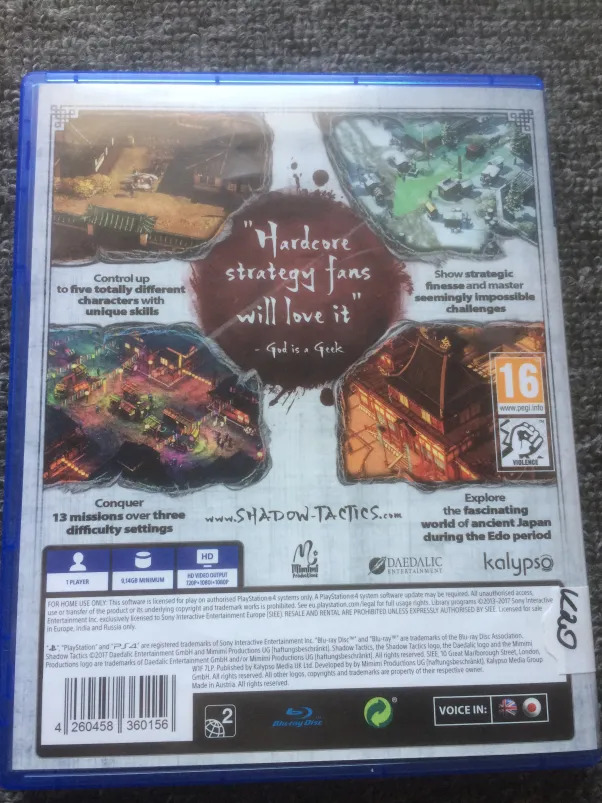 "Hardcore
strategy fans
will love it"
- God is a Geek
Control up
to five totally different
characters with
unique skills
Show strategic
finesse and master
seemingly impossible
challenges
16
www.pegi.info
VIOLENCE
Conquer
13 missions over three
difficulty settings
www.SHADOW-TACTICS.com
Explore
the fascinating
world of ancient Japan
during the Edo period
1 PLAYER
9,14GB MINIMUM
HD
HD VIDEO OUTPUT
720p•1080i•1080p
Mimimi
Productions
DAEDALIC
ENTERTAINMENT
kalypso
FOR HOME USE ONLY. This software is licensed for play on authorised PlayStation®4 systems only. A PlayStation®4 system software update may be required. All unauthorised access,
use or transfer of the product or its underlying copyright and trademark works is prohibited. See eu.playstation.com/legal for full usage rights. Library programs ©2013-2017 Sony Interactive
Entertainment Inc. exclusively licensed to Sony Interactive Entertainment Europe (SIEE). RESALE AND RENTAL ARE PROHIBITED UNLESS EXPRESSLY AUTHORISED BY SIEE. Licensed for sale
in Europe, india and Russia only.
"PlayStation" and "PS4" are registered trademarks of Sony Interactive Entertainment Inc. "Blu-ray Disc™" and "Blu-ray™" are trademarks of the Blu-ray Disc Association.
Shadow Tactics ©2017 Daedalic Entertainment GmbH and Mimimi Productions UG (haftungsbeschränkt). Shadow Tactics, the Shadow Tactics logo, the Daedalic logo and the Mimimi
Productions logo are trademarks of Daedalic Entertainment GmbH and/or Mimimi Productions UG (haftungsbeschränkt). All rights reserved. SIEE, 10 Great Marlborough Street, London,
W1F 7LP. Published by Kalypso Media UK Ltd. Developed by by Mimimi Productions UG (haftungsbeschränkt). All rights reserved. Kalypso Media Group
GmbH. All rights reserved. All other logos, copyrights and trademarks are property of their respective owner.
Made in Austria. All rights reserved.
4 260458 360156
2
Blu-ray Disc
VOICE IN: